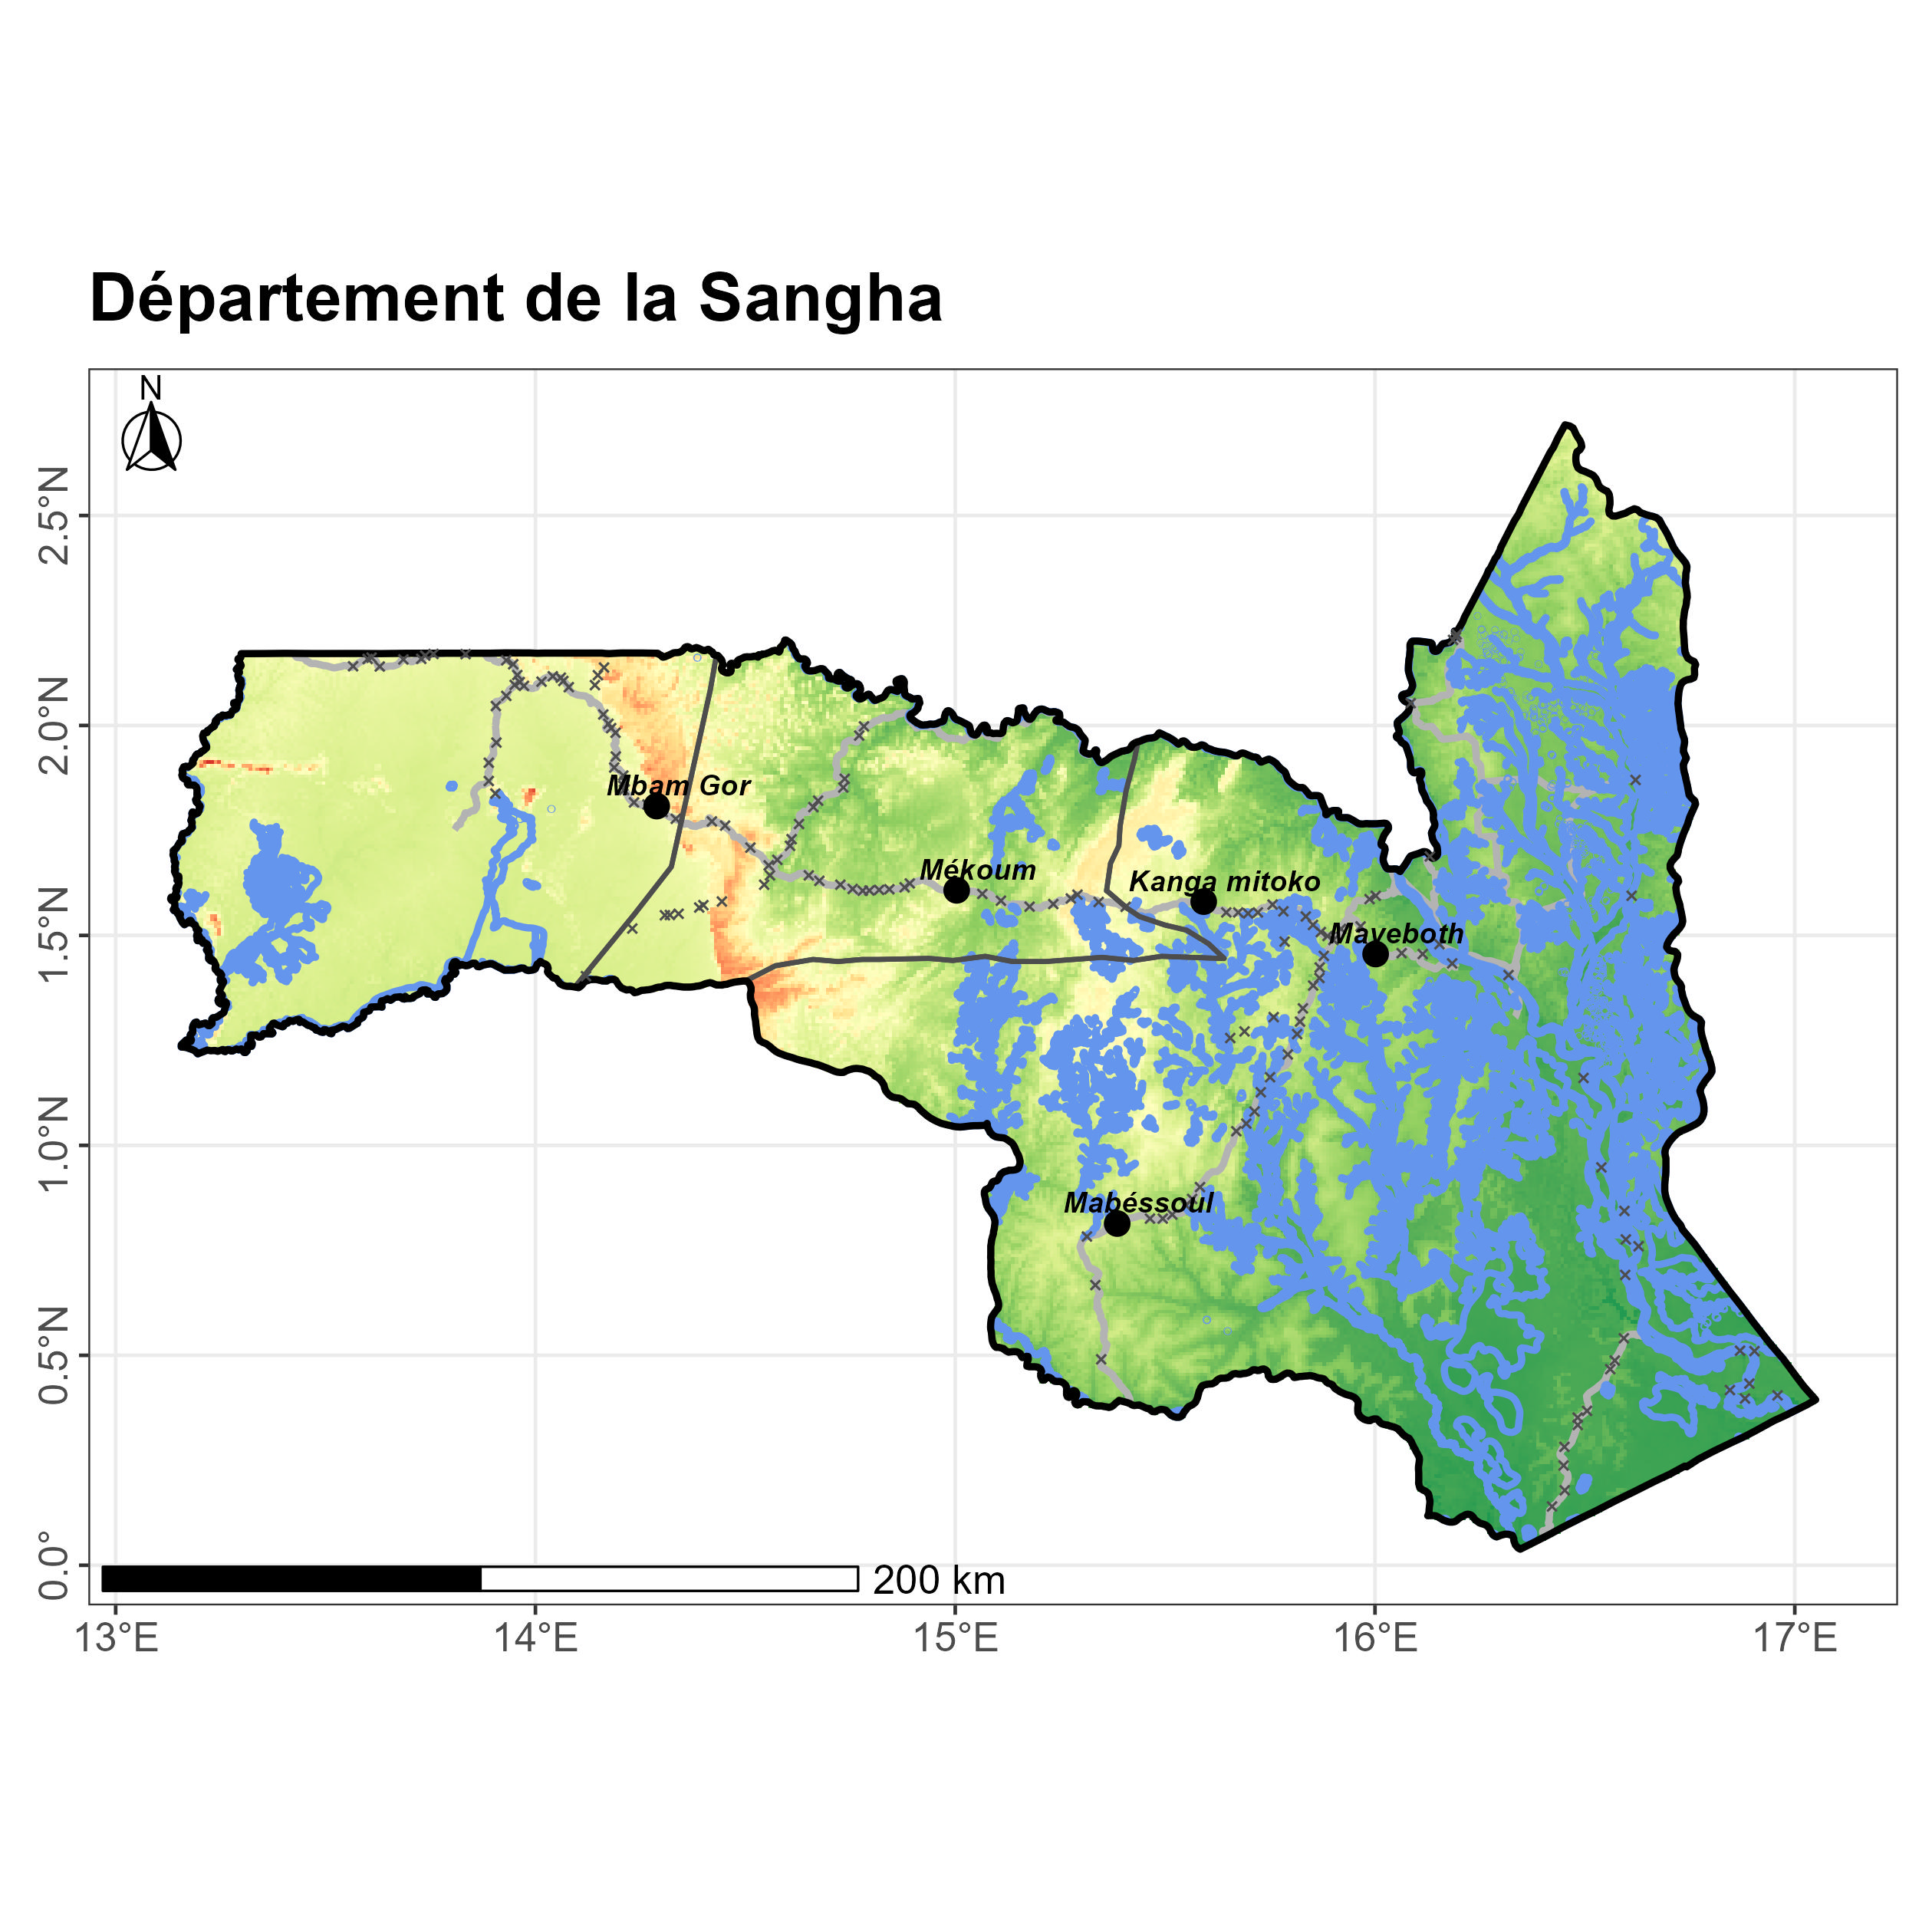 Département de la Sangha
N
2.5°N
2.0°N
1.5°N
1.0°N
0.5°N
0.0°
Mbam Gor
Mékoum
Kanga mitoko
Maveboth
Mabéssoul
200 km
13°E 14°E 15°E 16°E 17°E